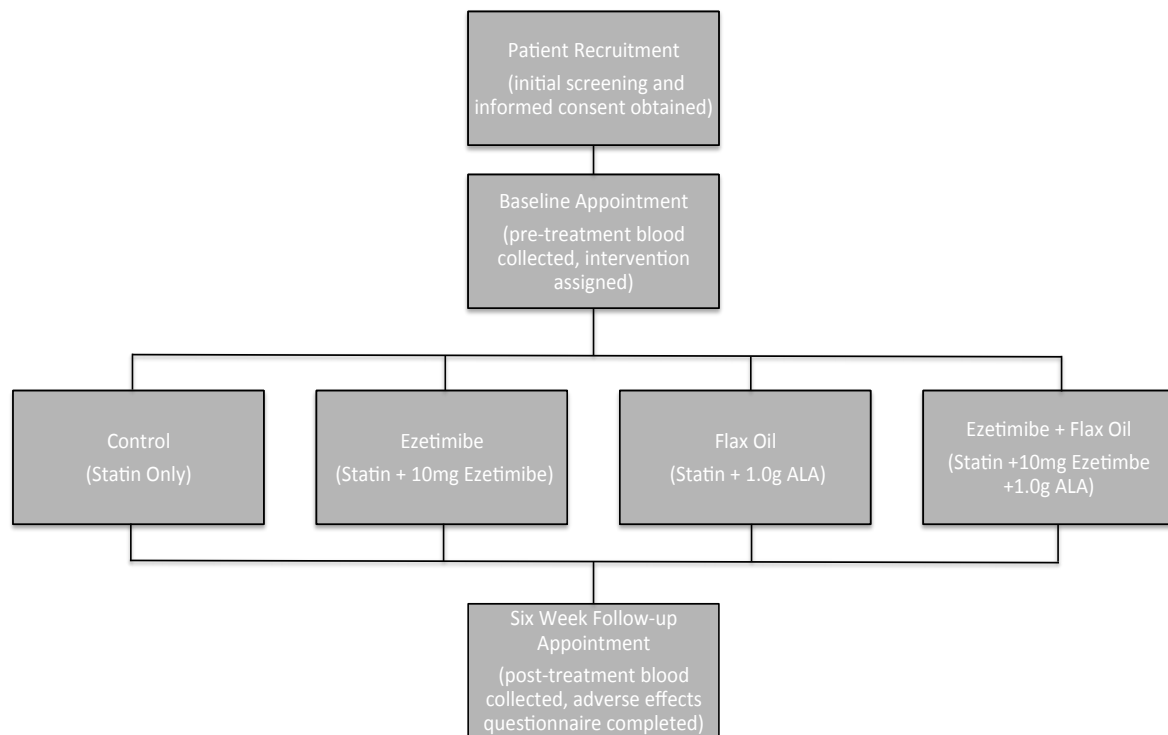 Patient Recruitment
(initial screening and
informed consent obtained)
Baseline Appointment
(pre-treatment blood
collected, intervention
assigned)
Control
(Statin Only)
Ezetimibe
(Statin + 10mg Ezetimibe)
Flax Oil
(Statin + 1.0g ALA)
Ezetimibe + Flax Oil
(Statin +10mg Ezetimbe
+1.0g ALA)
Six Week Follow-up
Appointment
(post-treatment blood
collected, adverse effects
questionnaire completed)